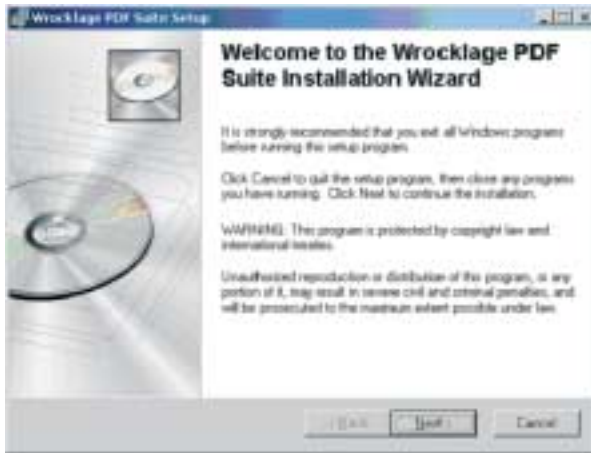 Wrocklage PDF Suite Setup
Welcome to the Wrocklage PDF
Suite Installation Wizard
It is strongly recommended that you exit all Windows programs
before running this setup program.
Click Cancel to quit the setup program, then close any programs
you have running. Click Next to continue the installation.
WARNING: This program is protected by copyright law and
international treaties.
Unauthorized reproduction or distribution of this program, or any
portion of it, may result in severe civil and criminal penalties, and
will be prosecuted to the maximum extent possible under law.
< Back
Next >
Cancel